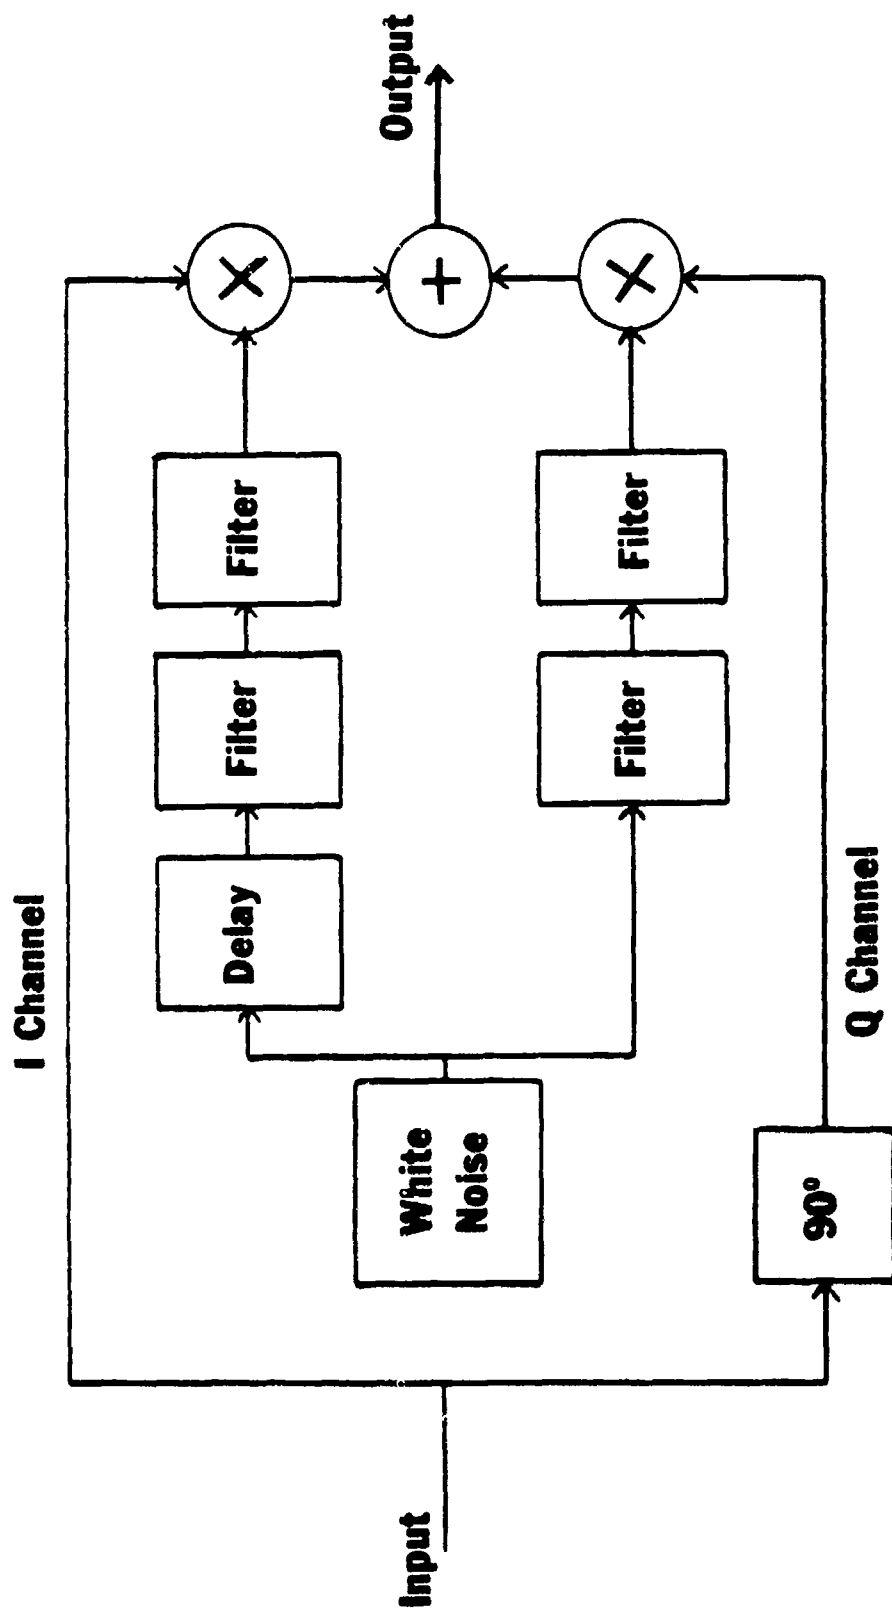 I Channel
Delay
Filter
Filter
Input
White
Noise
Output
Filter
Filter
90°
Q Channel